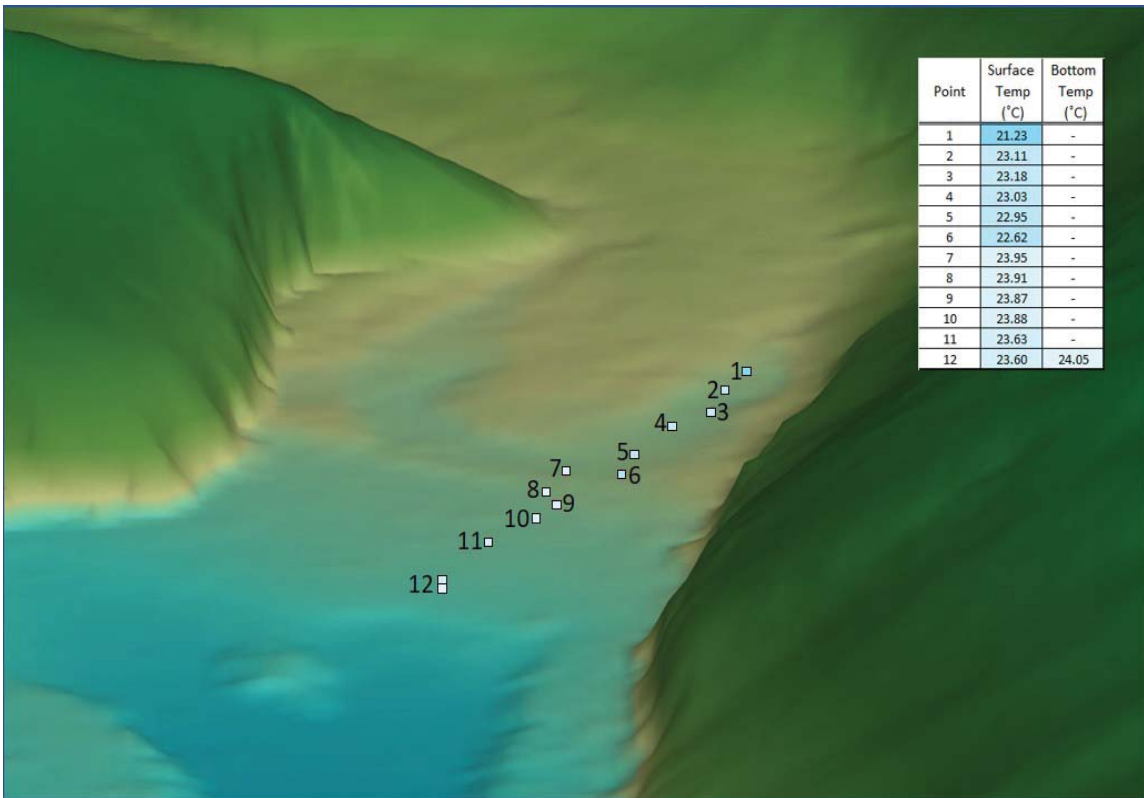 Point Surface Temp (˚C) Bottom Temp (˚C)
1 21.23 -
2 23.11 -
3 23.18 -
4 23.03 -
5 22.95 -
6 22.62 -
7 23.95 -
8 23.91 -
9 23.87 -
10 23.88 -
11 23.63 -
12 23.60 24.05
1
2
3
4
5
6
7
8
9
10
11
12